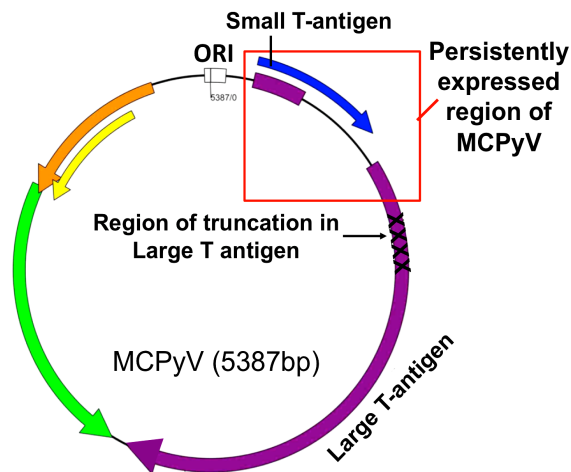 Small T-antigen
ORI
5387/0
Persistently
expressed
region of
MCPyV
Region of truncation in
Large T antigen
XXXX
MCPyV (5387bp)
Large T-antigen